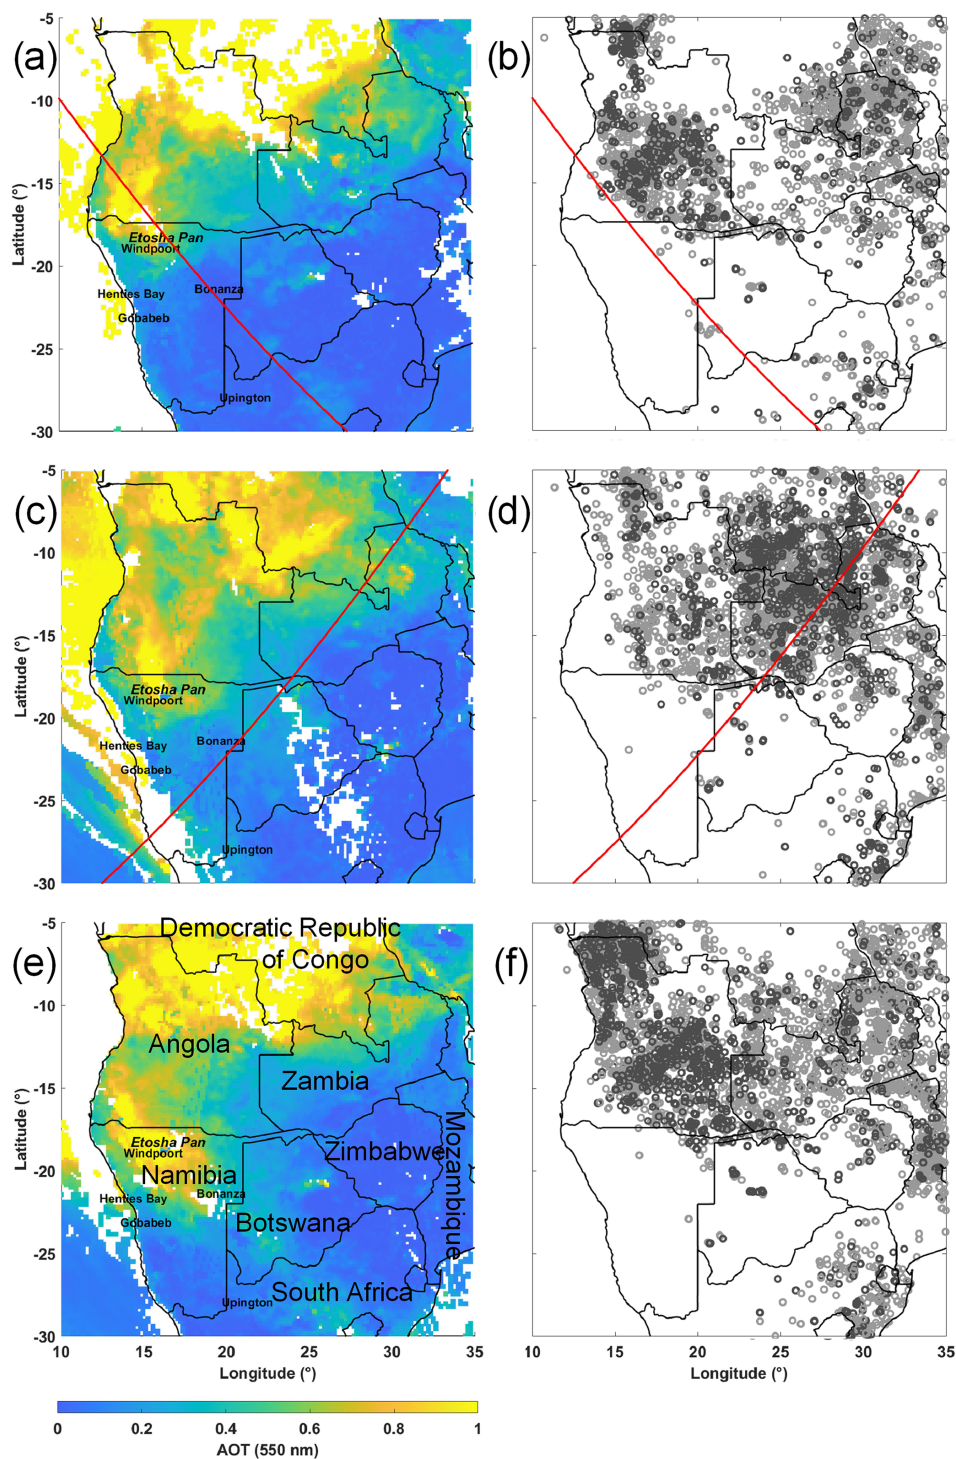 (a)
-5
-10
-15
-20
-25
-30
Latitude (°)
Etosha Pan
Windpoort
Henties Bay
Bonanza
Gobabeb
Upington
(b)
(c)
-5
-10
-15
-20
-25
-30
Latitude (°)
Etosha Pan
Windpoort
Henties Bay
Bonanza
Gobabeb
Upington
(d)
(e)
-5
-10
-15
-20
-25
-30
Latitude (°)
Democratic Republic
of Congo
Angola
Zambia
Etosha Pan
Windpoort
Zimbabwe
Mozambique
Namibia
Henties Bay
Bonanza
Gobabeb
Botswana
South Africa
Upington
10 15 20 25 30 35
Longitude (°)
(f)
10 15 20 25 30 35
Longitude (°)
0 0.2 0.4 0.6 0.8 1
AOT (550 nm)